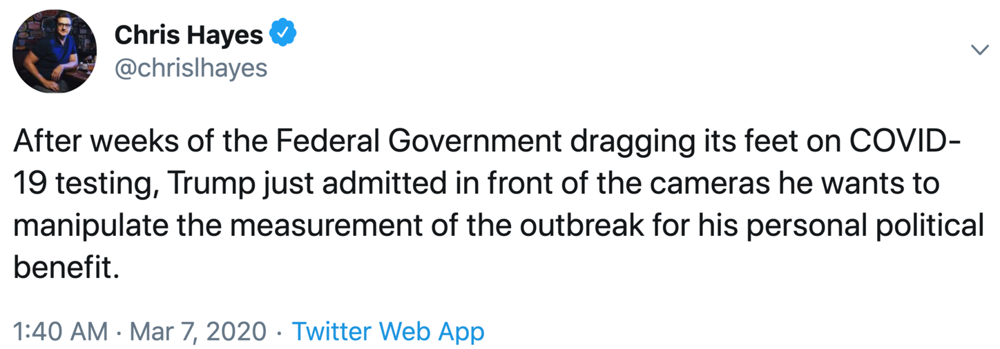 Chris Hayes
@chrislhayes
After weeks of the Federal Government dragging its feet on COVID-
19 testing, Trump just admitted in front of the cameras he wants to
manipulate the measurement of the outbreak for his personal political
benefit.
1:40 AM · Mar 7, 2020 · Twitter Web App